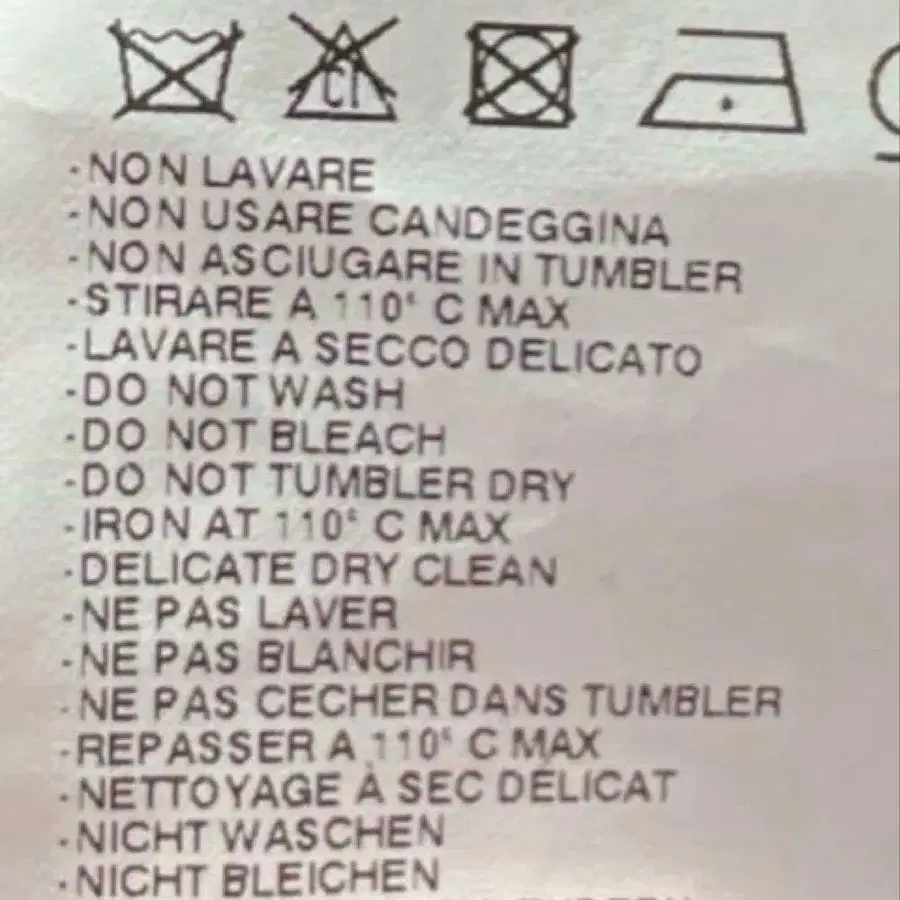 CI
-NON LAVARE
-NON USARE CANDEGGINA
-NON ASCIUGARE IN TUMBLER
-STIRARE A 110° C MAX
-LAVARE A SECCO DELICATO
-DO NOT WASH
-DO NOT BLEACH
-DO NOT TUMBLER DRY
-IRON AT 110° C MAX
-DELICATE DRY CLEAN
-NE PAS LAVER
-NE PAS BLANCHIR
-NE PAS CECHER DANS TUMBLER
-REPASSER A 110° C MAX
-NETTOYAGE À SEC DELICAT
-NICHT WASCHEN
-NICHT BLEICHEN